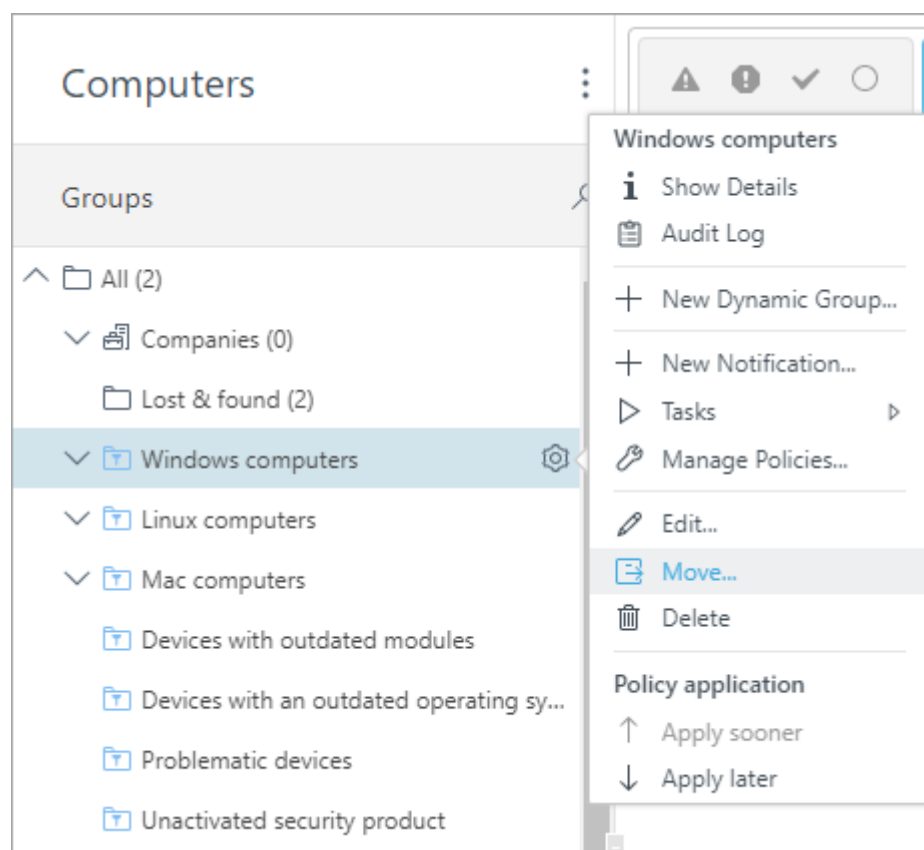 Computers
Groups
All (2)
Companies (0)
Lost & found (2)
Windows computers
Linux computers
Mac computers
Devices with outdated modules
Devices with an outdated operating sy...
Problematic devices
Unactivated security product
Windows computers
Show Details
Audit Log
New Dynamic Group...
New Notification...
Tasks
Manage Policies...
Edit...
Move...
Delete
Policy application
Apply sooner
Apply later